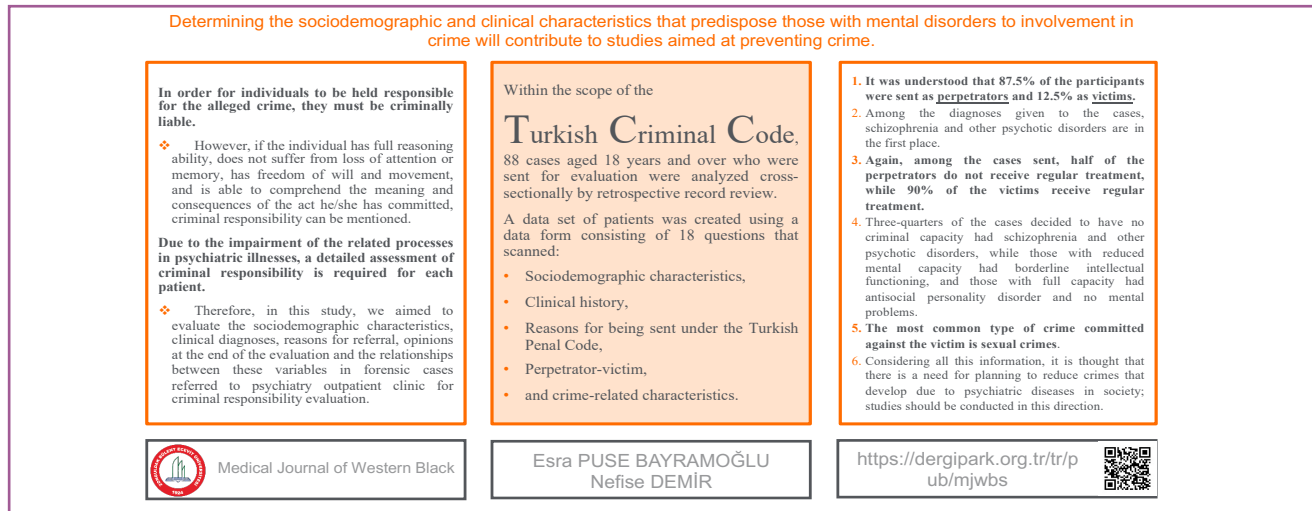 Determining the sociodemographic and clinical characteristics that predispose those with mental disorders to involvement in
crime will contribute to studies aimed at preventing crime.
In order for individuals to be held responsible
for the alleged crime, they must be criminally
liable.
❖ However, if the individual has full reasoning
ability, does not suffer from loss of attention or
memory, has freedom of will and movement,
and is able to comprehend the meaning and
consequences of the act he/she has committed,
criminal responsibility can be mentioned.
Due to the impairment of the related processes
in psychiatric illnesses, a detailed assessment of
criminal responsibility is required for each
patient.
❖ Therefore, in this study, we aimed to
evaluate the sociodemographic characteristics,
clinical diagnoses, reasons for referral, opinions
at the end of the evaluation and the relationships
between these variables in forensic cases
referred to psychiatry outpatient clinic for
criminal responsibility evaluation.
Within the scope of the
Turkish Criminal Code,
88 cases aged 18 years and over who were
sent for evaluation were analyzed cross-
sectionally by retrospective record review.
A data set of patients was created using a
data form consisting of 18 questions that
scanned:
• Sociodemographic characteristics,
• Clinical history,
• Reasons for being sent under the Turkish
Penal Code,
• Perpetrator-victim,
• and crime-related characteristics.
1. It was understood that 87.5% of the participants
were sent as perpetrators and 12.5% as victims.
2. Among the diagnoses given to the cases,
schizophrenia and other psychotic disorders are in
the first place.
3. Again, among the cases sent, half of the
perpetrators do not receive regular treatment,
while 90% of the victims receive regular
treatment.
4. Three-quarters of the cases decided to have no
criminal capacity had schizophrenia and other
psychotic disorders, while those with reduced
mental capacity had borderline intellectual
functioning, and those with full capacity had
antisocial personality disorder and no mental
problems.
5. The most common type of crime committed
against the victim is sexual crimes.
6. Considering all this information, it is thought that
there is a need for planning to reduce crimes that
develop due to psychiatric diseases in society;
studies should be conducted in this direction.
Medical Journal of Western Black
Esra PUSE BAYRAMOĞLU
Nefise DEMİR
https://dergipark.org.tr/tr/p
ub/mjwbs